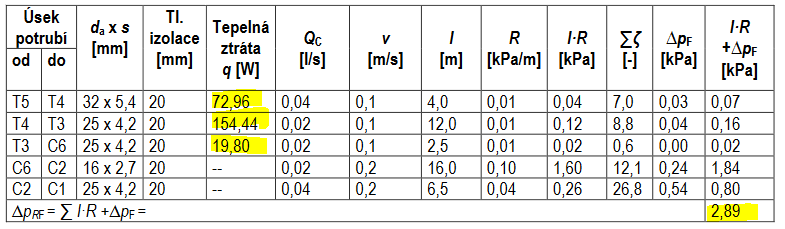 Úsek potrubí | dₐ x s [mm] | Tl. izolace [mm] | Tepelná ztráta q [W] | Q_C [l/s] | v [m/s] | l [m] | R [kPa/m] | l·R [kPa] | ∑ζ [-] | ∆p_F [kPa] | l·R +∆p_F [kPa]
od | do
T5 | T4 | 32 x 5,4 | 20 | 72,96 | 0,04 | 0,1 | 4,0 | 0,01 | 0,04 | 7,0 | 0,03 | 0,07
T4 | T3 | 25 x 4,2 | 20 | 154,44 | 0,02 | 0,1 | 12,0 | 0,01 | 0,12 | 8,8 | 0,04 | 0,16
T3 | C6 | 25 x 4,2 | 20 | 19,80 | 0,02 | 0,1 | 2,5 | 0,01 | 0,02 | 0,6 | 0,00 | 0,02
C6 | C2 | 16 x 2,7 | 20 | -- | 0,02 | 0,2 | 16,0 | 0,10 | 1,60 | 12,1 | 0,24 | 1,84
C2 | C1 | 25 x 4,2 | 20 | -- | 0,04 | 0,2 | 6,5 | 0,04 | 0,26 | 26,8 | 0,54 | 0,80
∆p_RF = ∑ l·R +∆p_F = | 2,89